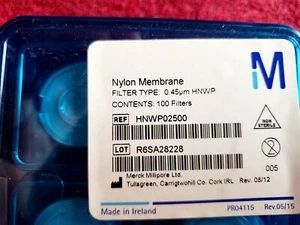 M
Nylon Membrane
FILTER TYPE: 0.45µm HNWP
CONTENTS: 100 Filters
REF HNWP02500
NON STERILE
LOT R6SA28228
005
Merck Millipore Ltd.
Tullagreen, Carrigtwohill Co. Cork IRL Rev. 08/12
Made in Ireland PR04115 Rev.05/15